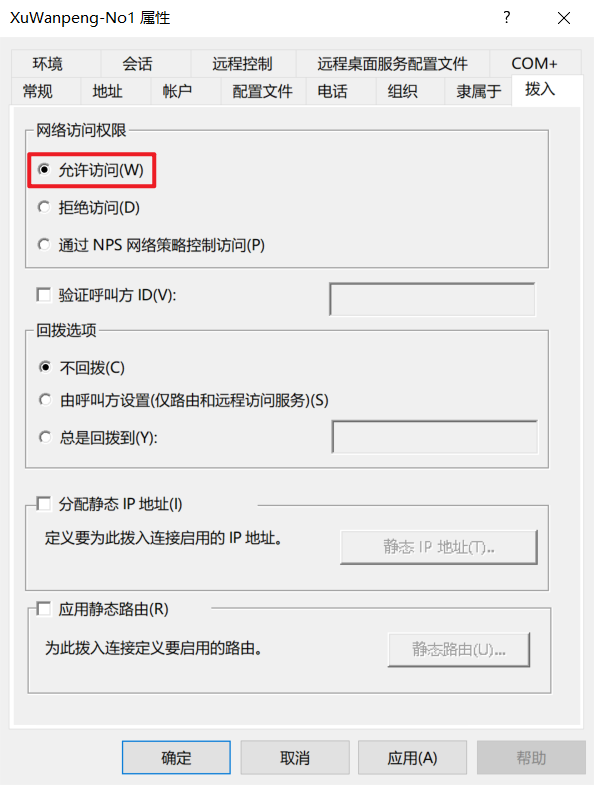 XuWanpeng-No1 属性
环境 会话 远程控制 远程桌面服务配置文件 COM+
常规 地址 帐户 配置文件 电话 组织 隶属于 拨入
网络访问权限
允许访问(W)
拒绝访问(D)
通过 NPS 网络策略控制访问(P)
验证呼叫方 ID(V):
回拨选项
不回拨(C)
由呼叫方设置(仅路由和远程访问服务)(S)
总是回拨到(Y):
分配静态 IP 地址(I)
定义要为此拨入连接启用的 IP 地址。
静态 IP 地址(T)..
应用静态路由(R)
为此拨入连接定义要启用的路由。
静态路由(U)...
确定 取消 应用(A) 帮助